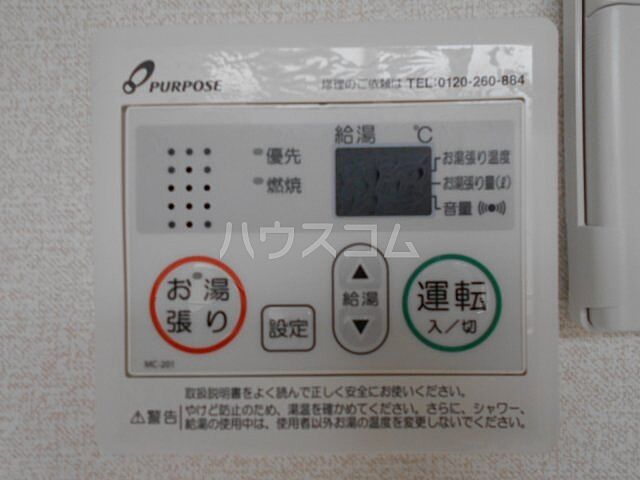 PURPOSE
修理のご依頼は TEL:0120-260-884
給湯 ℃
優先
燃焼
お湯張り温度
お湯張り量(ℓ)
音量
ハウスコム
お湯
張り
設定
給湯
運転
入／切
MC-201
取扱説明書をよく読んで正しく安全にお使いください。
⚠警告
やけど防止のため、湯温を確かめてください。さらに、シャワー、
給湯の使用中は、使用者以外お湯の温度を変更しないでください。